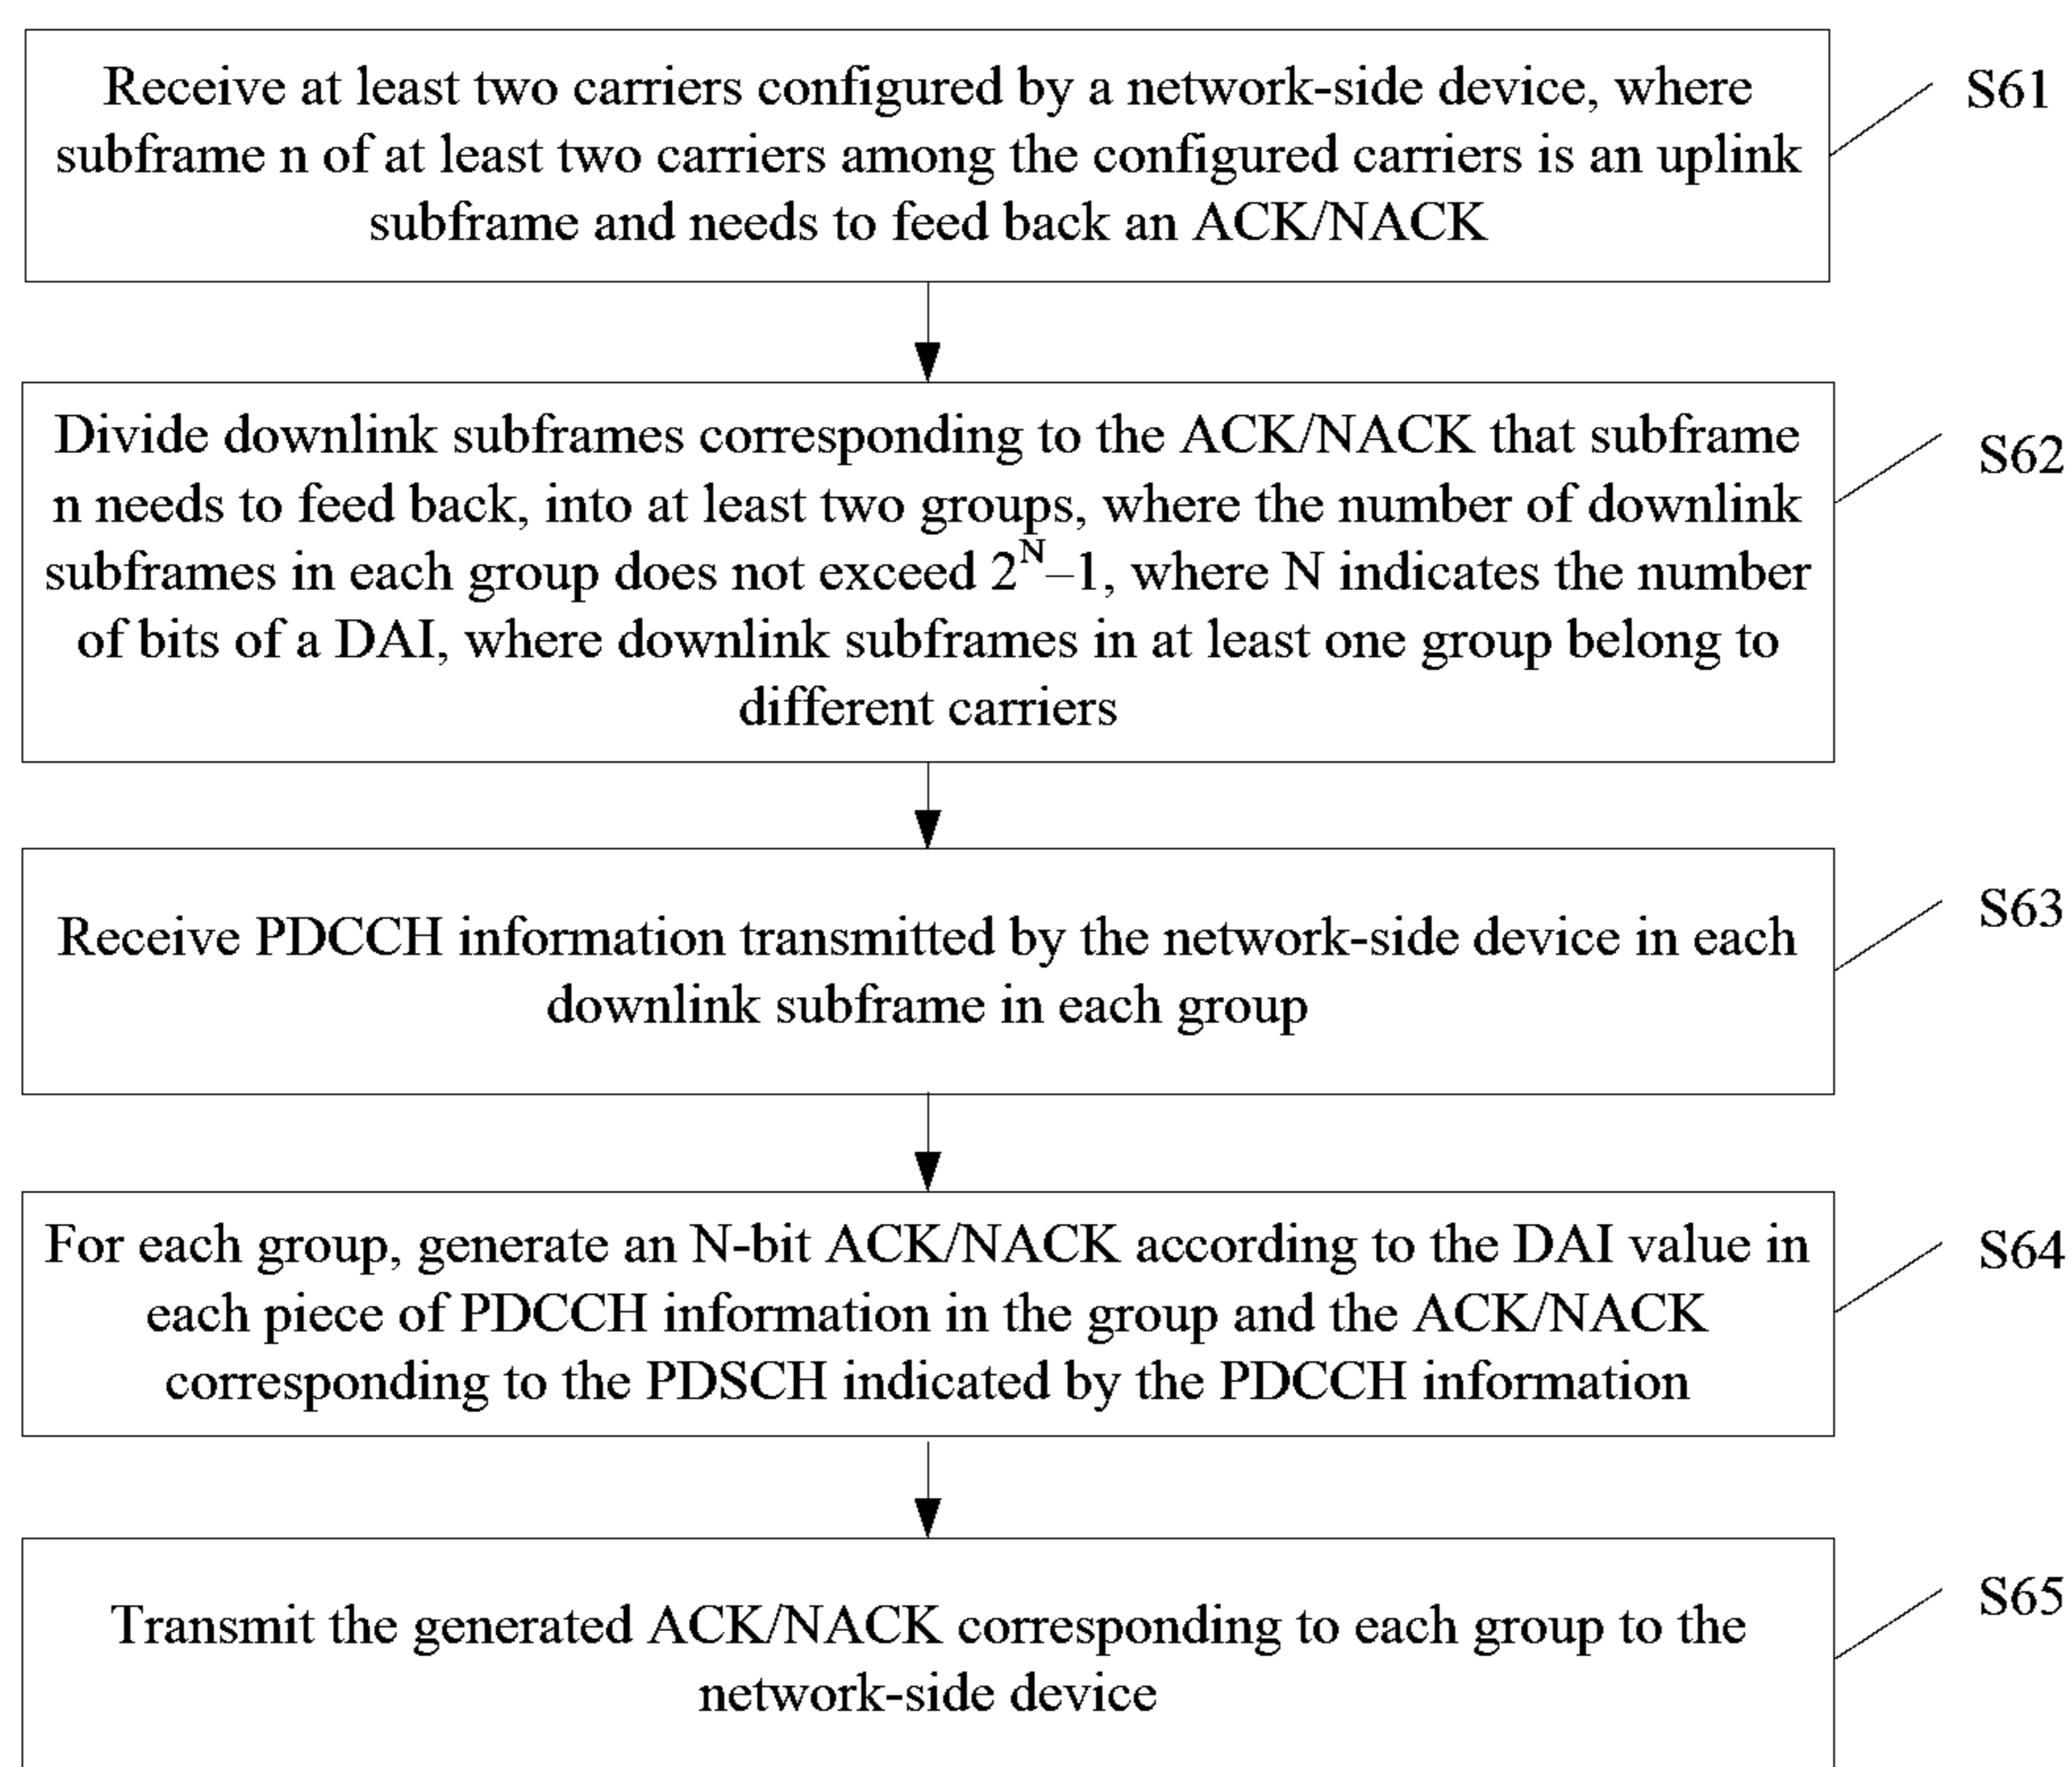 Receive at least two carriers configured by a network-side device, where
subframe n of at least two carriers among the configured carriers is an uplink
subframe and needs to feed back an ACK/NACK
S61
Divide downlink subframes corresponding to the ACK/NACK that subframe
n needs to feed back, into at least two groups, where the number of downlink
subframes in each group does not exceed 2^N–1, where N indicates the number
of bits of a DAI, where downlink subframes in at least one group belong to
different carriers
S62
Receive PDCCH information transmitted by the network-side device in each
downlink subframe in each group
S63
For each group, generate an N-bit ACK/NACK according to the DAI value in
each piece of PDCCH information in the group and the ACK/NACK
corresponding to the PDSCH indicated by the PDCCH information
S64
Transmit the generated ACK/NACK corresponding to each group to the
network-side device
S65